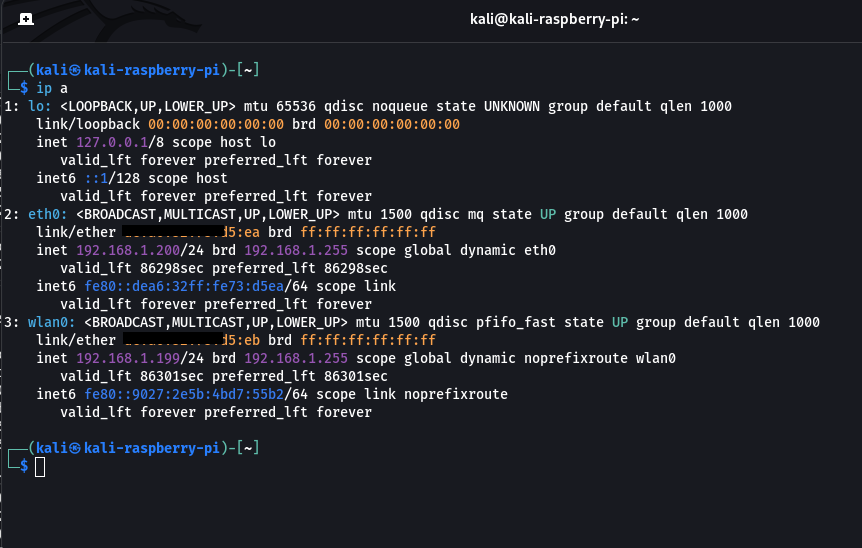 kali@kali-raspberry-pi: ~
┌──(kali㉿kali-raspberry-pi)-[~]
└─$ ip a
1: lo: <LOOPBACK,UP,LOWER_UP> mtu 65536 qdisc noqueue state UNKNOWN group default qlen 1000
    link/loopback 00:00:00:00:00:00 brd 00:00:00:00:00:00
    inet 127.0.0.1/8 scope host lo
       valid_lft forever preferred_lft forever
    inet6 ::1/128 scope host
       valid_lft forever preferred_lft forever
2: eth0: <BROADCAST,MULTICAST,UP,LOWER_UP> mtu 1500 qdisc mq state UP group default qlen 1000
    link/ether d5:ea brd ff:ff:ff:ff:ff:ff
    inet 192.168.1.200/24 brd 192.168.1.255 scope global dynamic eth0
       valid_lft 86298sec preferred_lft 86298sec
    inet6 fe80::dea6:32ff:fe73:d5ea/64 scope link
       valid_lft forever preferred_lft forever
3: wlan0: <BROADCAST,MULTICAST,UP,LOWER_UP> mtu 1500 qdisc pfifo_fast state UP group default qlen 1000
    link/ether d5:eb brd ff:ff:ff:ff:ff:ff
    inet 192.168.1.199/24 brd 192.168.1.255 scope global dynamic noprefixroute wlan0
       valid_lft 86301sec preferred_lft 86301sec
    inet6 fe80::9027:2e5b:4bd7:55b2/64 scope link noprefixroute
       valid_lft forever preferred_lft forever
┌──(kali㉿kali-raspberry-pi)-[~]
└─$